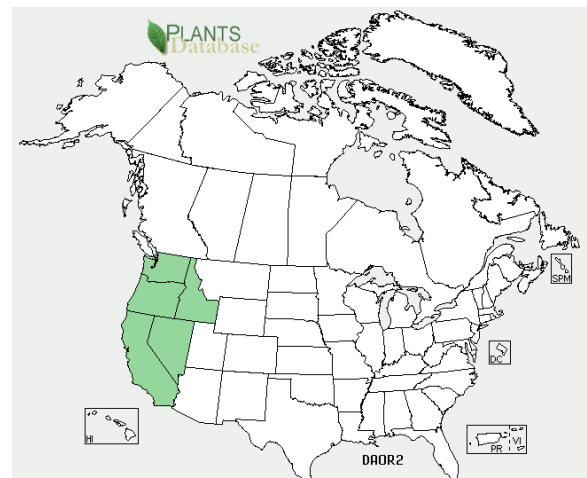 PLANTS
Database
SPM
DC
HI
PR
VI
DAOR2